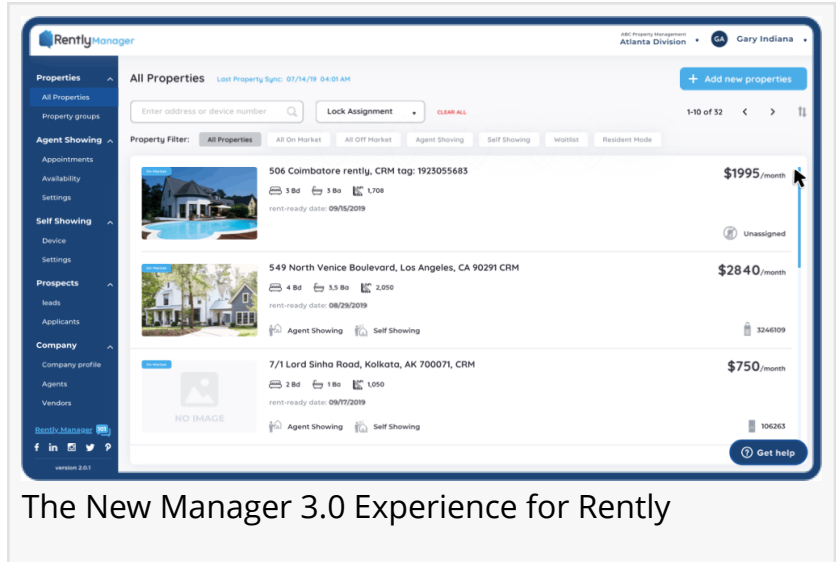 RentlyManager
ABC Property Management
Atlanta Division
GA
Gary Indiana
Properties
All Properties
Property groups
Agent Showing
Appointments
Availability
Settings
Self Showing
Device
Settings
Prospects
leads
Applicants
Company
Company profile
Agents
Vendors
Rently Manager 101
version 2.0.1
All Properties Last Property Sync: 07/14/19 04:01 AM
+ Add new properties
Enter address or device number
Lock Assignment
CLEAR ALL
1-10 of 32
Property Filter: All Properties All On Market All Off Market Agent Showing Self Showing Waitlist Resident Mode
On-Market
506 Coimbatore rently, CRM tag: 1923055683
$1995/month
3 Bd 3 Ba 1,708
rent-ready date: 09/15/2019
Unassigned
On-Market
549 North Venice Boulevard, Los Angeles, CA 90291 CRM
$2840/month
4 Bd 3,5 Ba 2,050
rent-ready date: 08/29/2019
Agent Showing Self Showing
3246109
On-Market
7/1 Lord Sinha Road, Kolkata, AK 700071, CRM
$750/month
2 Bd 1 Ba 1,050
rent-ready date: 09/17/2019
NO IMAGE
Agent Showing Self Showing
106263
Get help
The New Manager 3.0 Experience for Rently